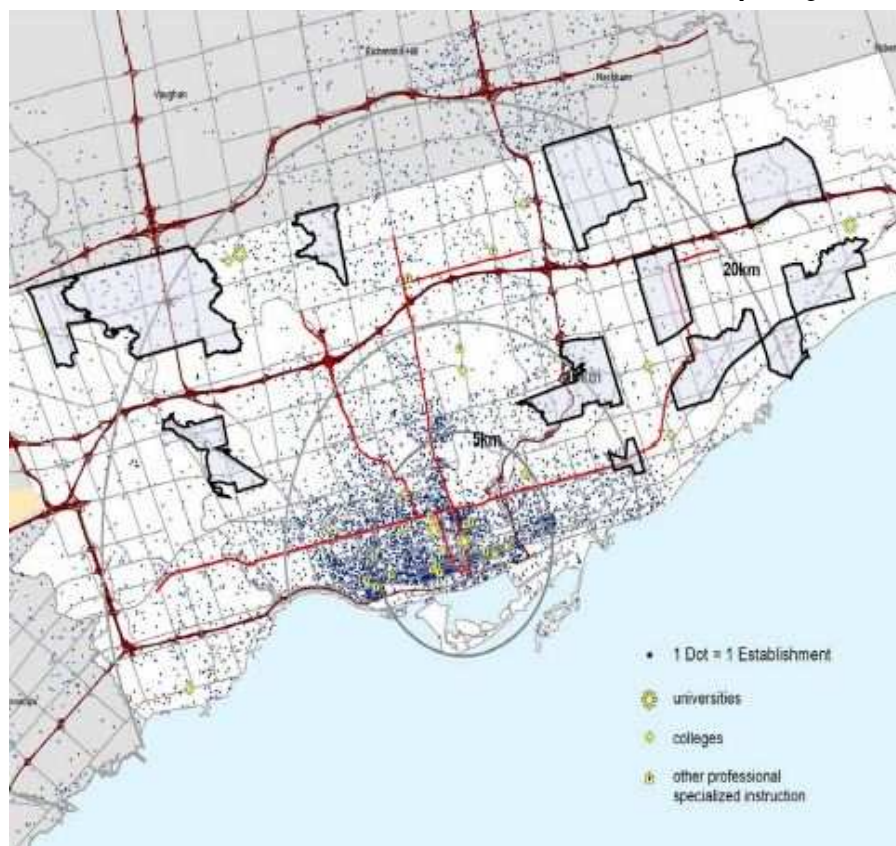 Richmond Hill
Vaughan
Markham
20km
5km
1 Dot = 1 Establishment
universities
colleges
other professional
specialized instruction